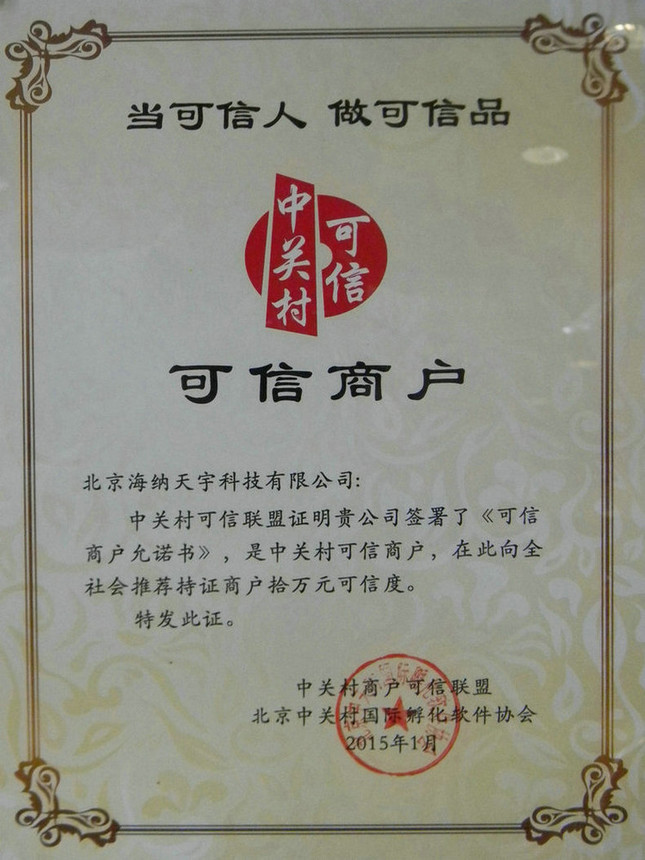 当可信人 做可信品
中关村
可信
可信商户
北京海纳天宇科技有限公司:
中关村可信联盟证明贵公司签署了《可信
商户允诺书》，是中关村可信商户，在此向全
社会推荐持证商户拾万元可信度。
特发此证。
中关村商户可信联盟
北京中关村国际孵化软件协会
2015年1月